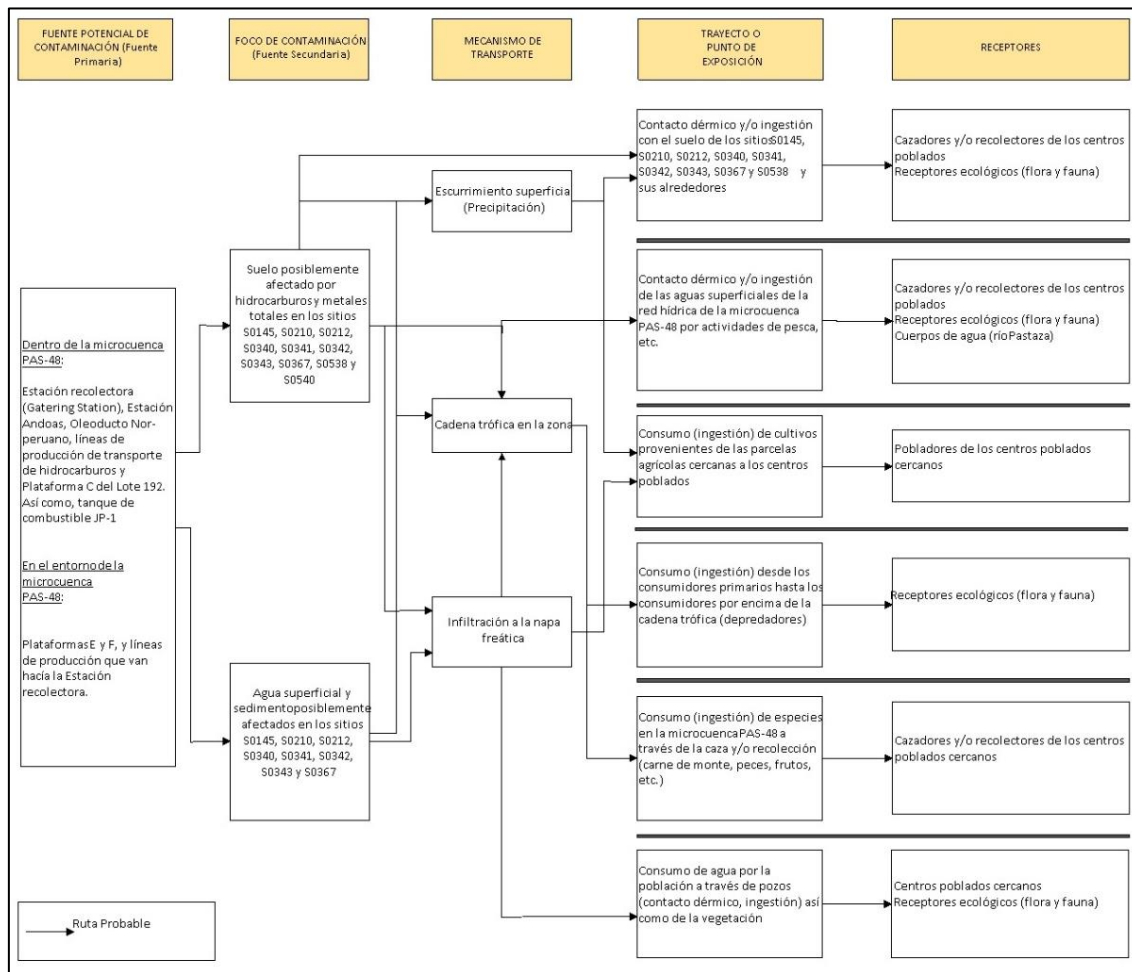 FUENTE POTENCIAL DE
CONTAMINACIÓN (Fuente
Primaria)
FOCO DE CONTAMINACIÓN
(Fuente Secundaria)
MECANISMO DE
TRANSPORTE
TRAYECTO O
PUNTO DE
EXPOSICIÓN
RECEPTORES
Dentro de la microcuenca
PAS-48:
Estación recolectora
(Gatering Station), Estación
Andoas, Oleoducto Nor-
peruano, líneas de
producción de transporte
de hidrocarburos y
Plataforma C del Lote 192.
Así como, tanque de
combustible JP-1
En el entorno de la
microcuenca
PAS-48:
Plataformas E y F, y líneas
de producción que van
hacía la Estación
recolectora.
Suelo posiblemente
afectado por
hidrocarburos y metales
totales en los sitios
S0145, S0210, S0212,
S0340, S0341, S0342,
S0343, S0367, S0538 y
S0540
Agua superficial y
sedimento posiblemente
afectados en los sitios
S0145, S0210, S0212,
S0340, S0341, S0342,
S0343 y S0367
Escurrimiento superficia
(Precipitación)
Cadena trófica en la zona
Infiltración a la napa
freática
Contacto dérmico y/o ingestión
con el suelo de los sitios S0145,
S0210, S0212, S0340, S0341,
S0342, S0343, S0367 y S0538 y
sus alrededores
Cazadores y/o recolectores de los centros
poblados
Receptores ecológicos (flora y fauna)
Contacto dérmico y/o ingestión
de las aguas superficiales de la
red hídrica de la microcuenca
PAS-48 por actividades de pesca,
etc.
Cazadores y/o recolectores de los centros
poblados
Receptores ecológicos (flora y fauna)
Cuerpos de agua (río Pastaza)
Consumo (ingestión) de cultivos
provenientes de las parcelas
agrícolas cercanas a los centros
poblados
Pobladores de los centros poblados
cercanos
Consumo (ingestión) desde los
consumidores primarios hasta los
consumidores por encima de la
cadena trófica (depredadores)
Receptores ecológicos (flora y fauna)
Consumo (ingestión) de especies
en la microcuenca PAS-48 a
través de la caza y/o recolección
(carne de monte, peces, frutos,
etc.)
Cazadores y/o recolectores de los centros
poblados cercanos
Consumo de agua por la
población a través de pozos
(contacto dérmico, ingestión) así
como de la vegetación
Centros poblados cercanos
Receptores ecológicos (flora y fauna)
Ruta Probable